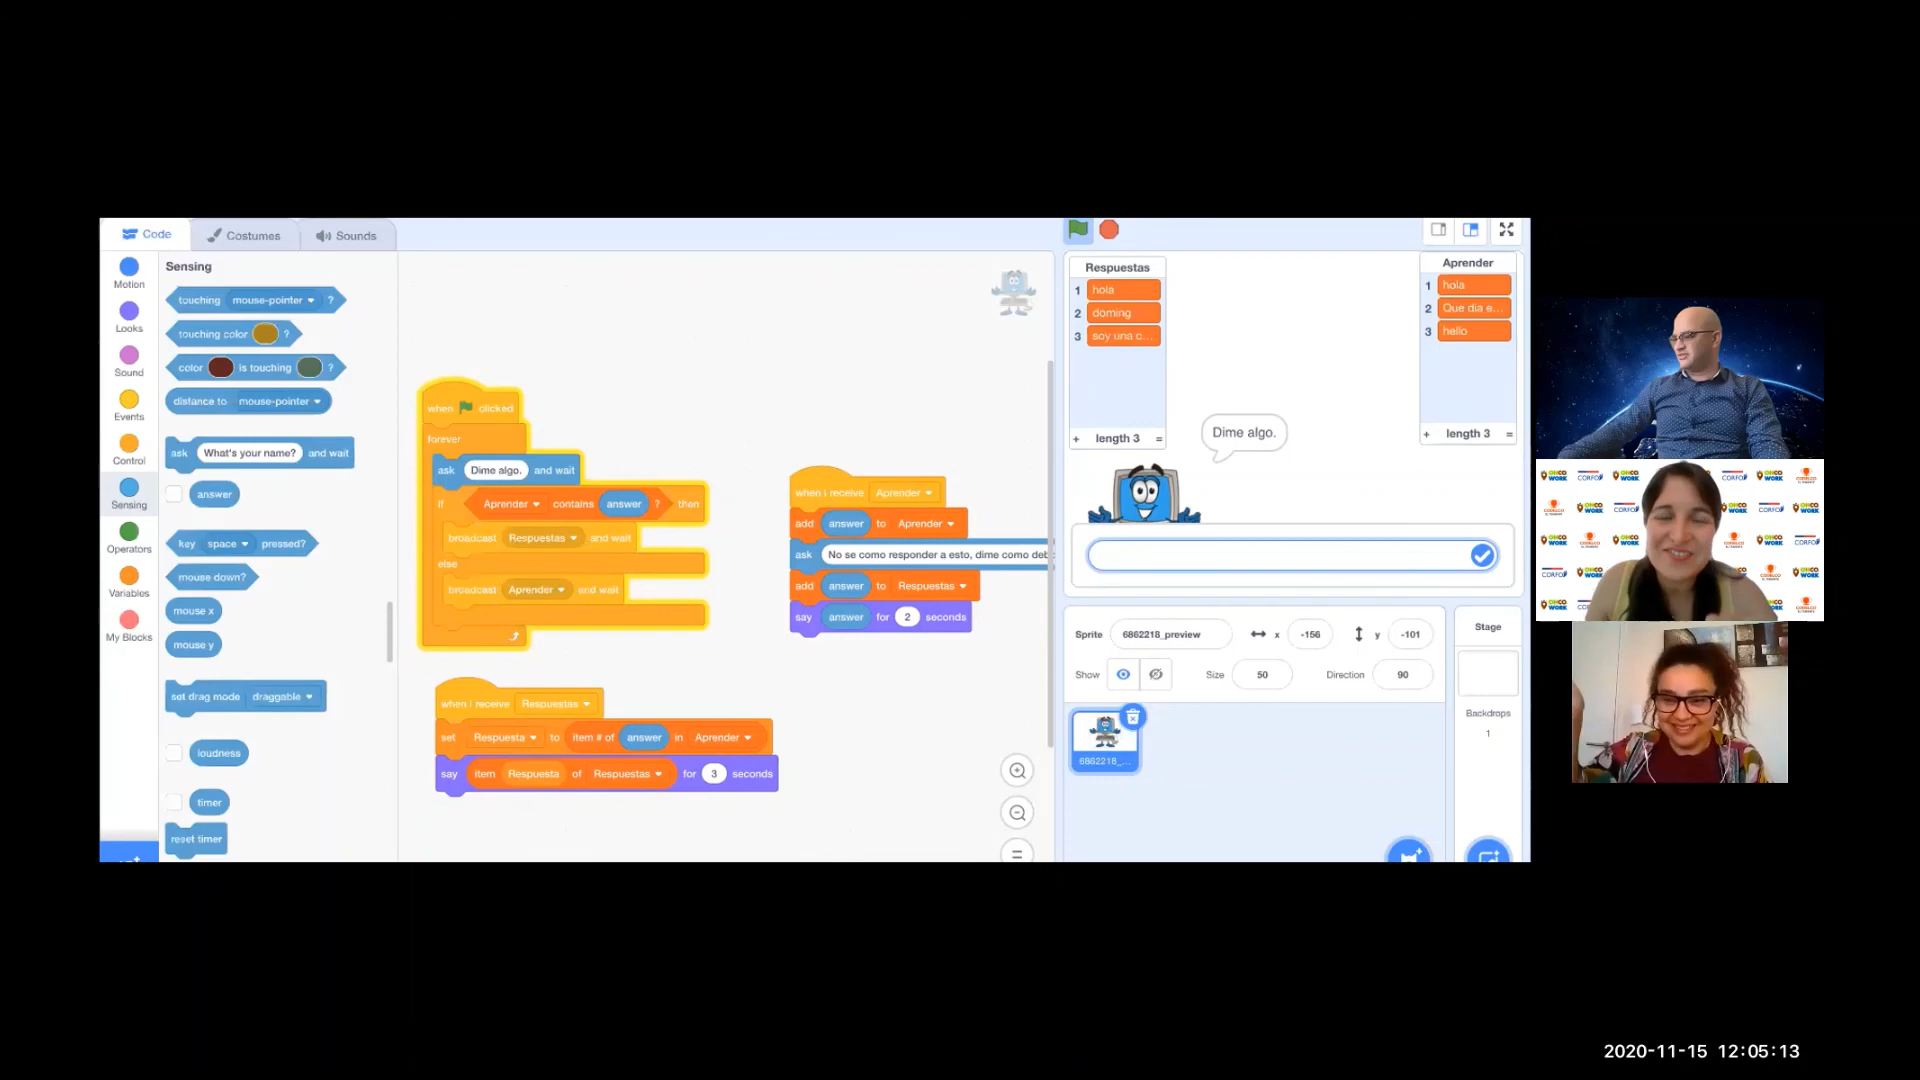 Code
Costumes
Sounds
Motion
Looks
Sound
Events
Control
Sensing
Operators
Variables
My Blocks
Sensing
touching mouse-pointer ?
touching color ?
color is touching ?
distance to mouse-pointer
ask What's your name? and wait
answer
key space pressed?
mouse down?
mouse x
mouse y
set drag mode draggable
loudness
timer
reset timer
when clicked
forever
ask Dime algo. and wait
if Aprender contains answer ? then
broadcast Respuestas and wait
else
broadcast Aprender and wait
when I receive Respuestas
set Respuesta to item # of answer in Aprender
say item Respuesta of Respuestas for 3 seconds
when I receive Aprender
add answer to Aprender
ask No se como responder a esto, dime como deb
add answer to Respuestas
say answer for 2 seconds
Respuestas
1 hola
2 doming
3 soy una c...
+ length 3 =
Aprender
1 hola
2 Que dia e...
3 hello
+ length 3 =
Dime algo.
Sprite 6862218_preview x -156 y -101
Show Size 50 Direction 90
6862218_...
Stage
Backdrops
1
OHCO WORK
CORFO
CODELCO
2020-11-15 12:05:13